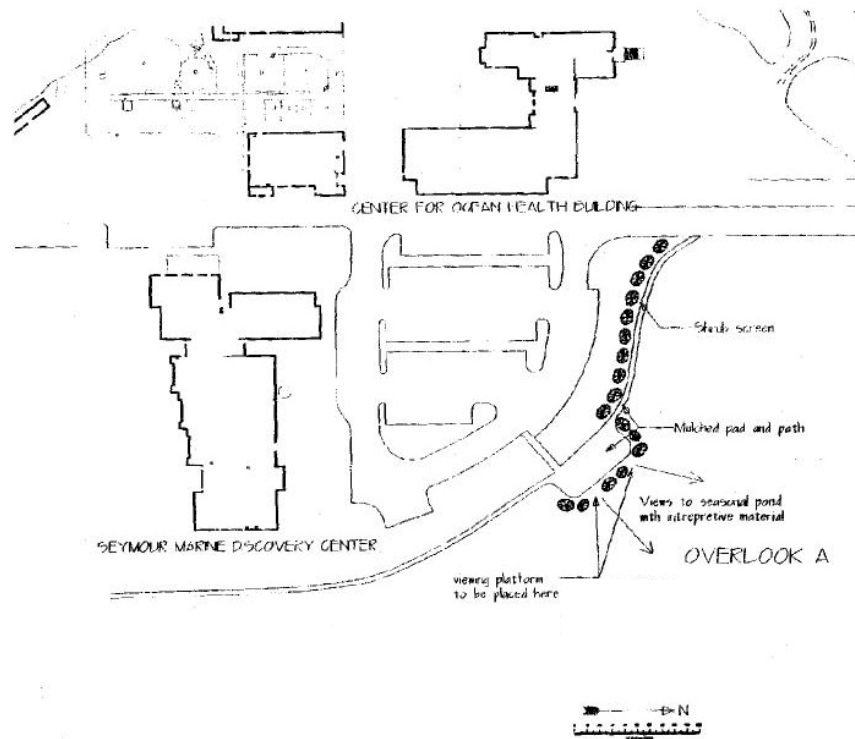 CENTER FOR OCEAN HEALTH BUILDING
Shrub screen
Mulched pad and path
Views to seasonal pond
with intrepretive material
SEYMOUR MARINE DISCOVERY CENTER
OVERLOOK A
viewing platform
to be placed here
N